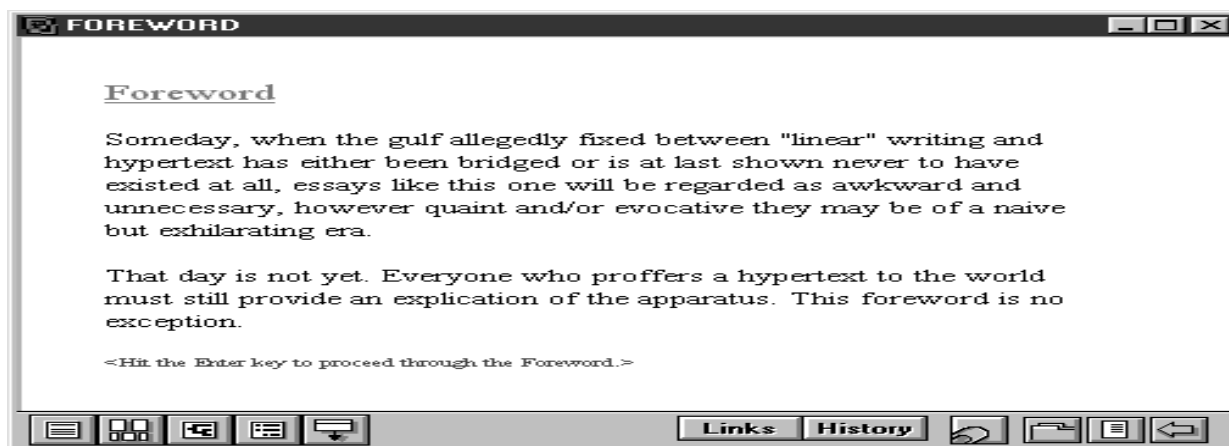 FOREWORD
Foreword
Someday, when the gulf allegedly fixed between "linear" writing and
hypertext has either been bridged or is at last shown never to have
existed at all, essays like this one will be regarded as awkward and
unnecessary, however quaint and/or evocative they may be of a naive
but exhilarating era.
That day is not yet. Everyone who proffers a hypertext to the world
must still provide an explication of the apparatus. This foreword is no
exception.
<Hit the Enter key to proceed through the Foreword.>
Links History